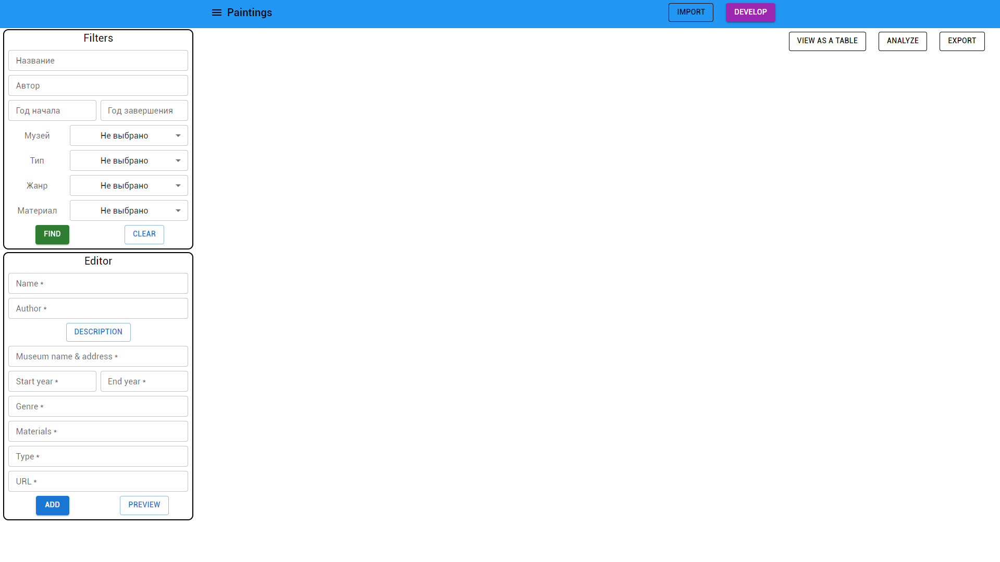 Paintings
IMPORT
DEVELOP
VIEW AS A TABLE
ANALYZE
EXPORT
Filters
Название
Автор
Год начала
Год завершения
Музей
Не выбрано
Тип
Не выбрано
Жанр
Не выбрано
Материал
Не выбрано
FIND
CLEAR
Editor
Name *
Author *
DESCRIPTION
Museum name & address *
Start year *
End year *
Genre *
Materials *
Type *
URL *
ADD
PREVIEW